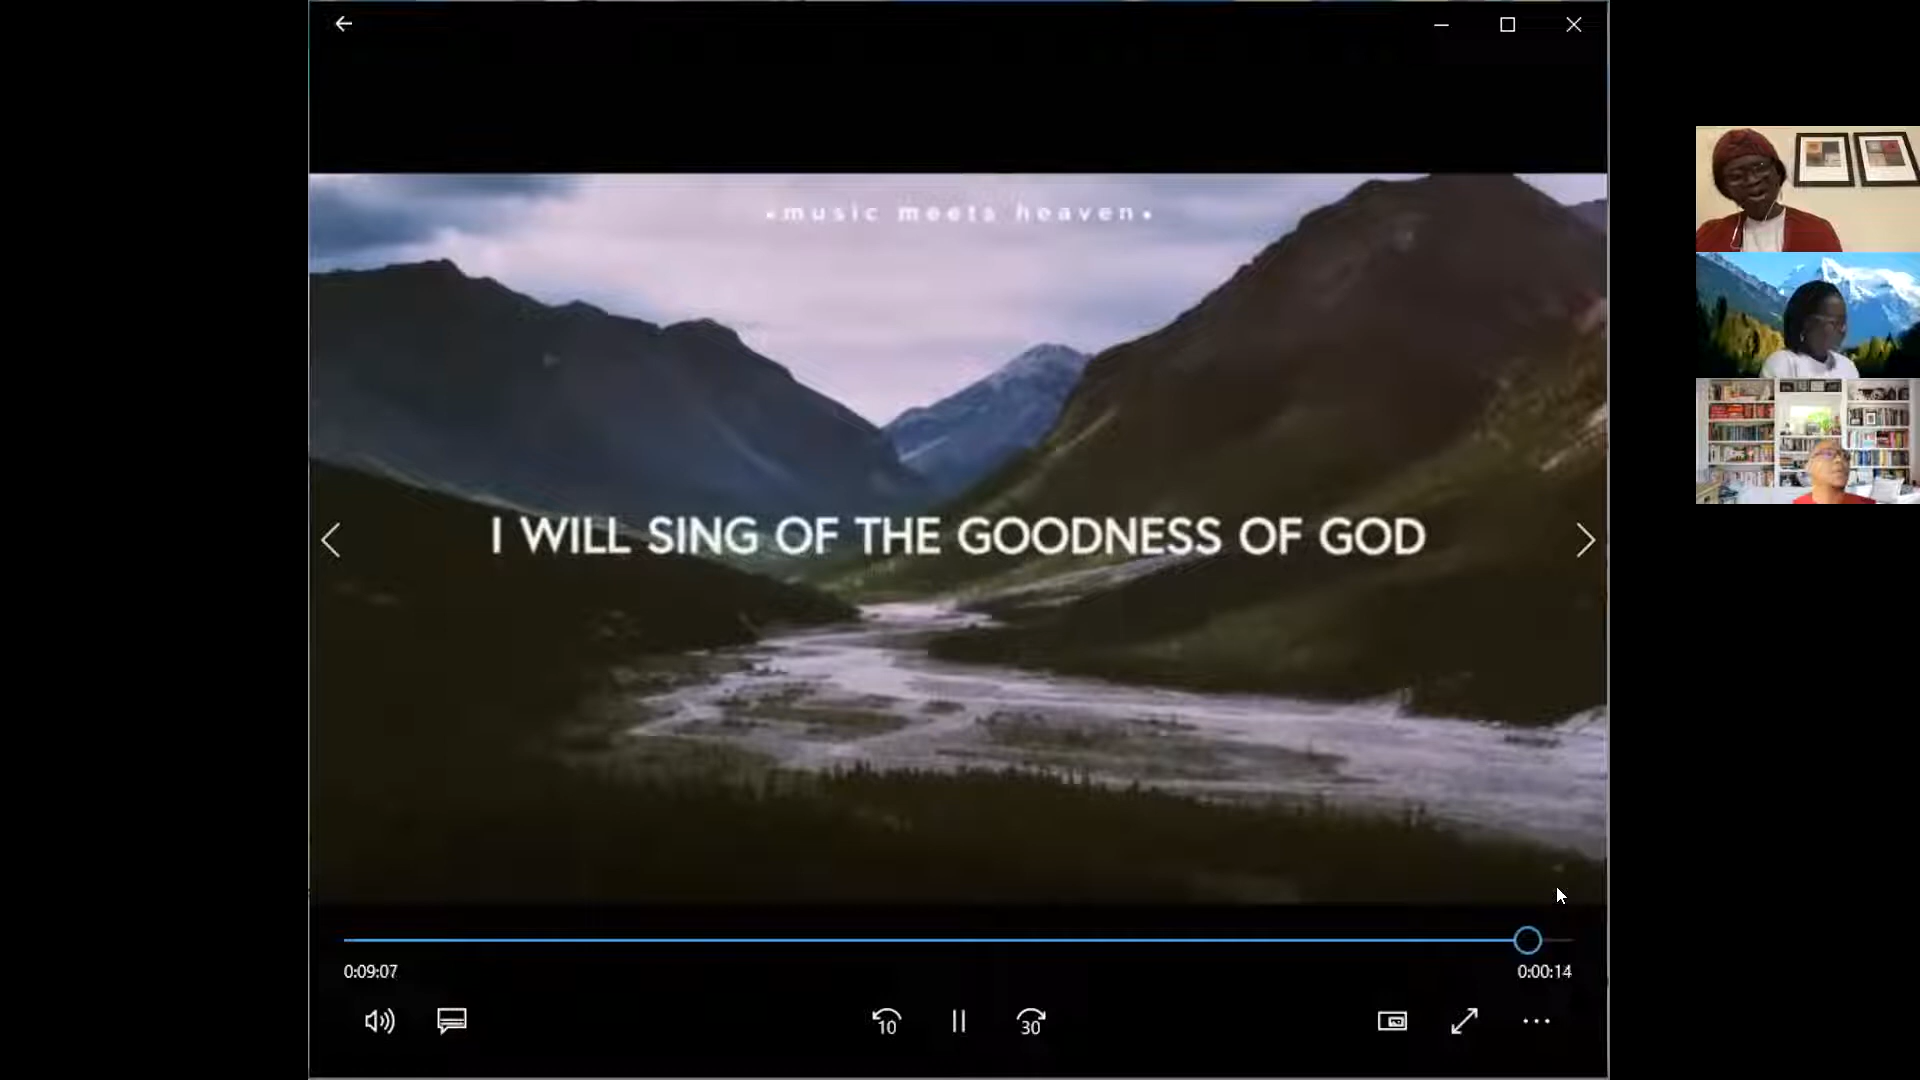 •music meets heaven•
I WILL SING OF THE GOODNESS OF GOD
0:09:07
0:00:14
10
30